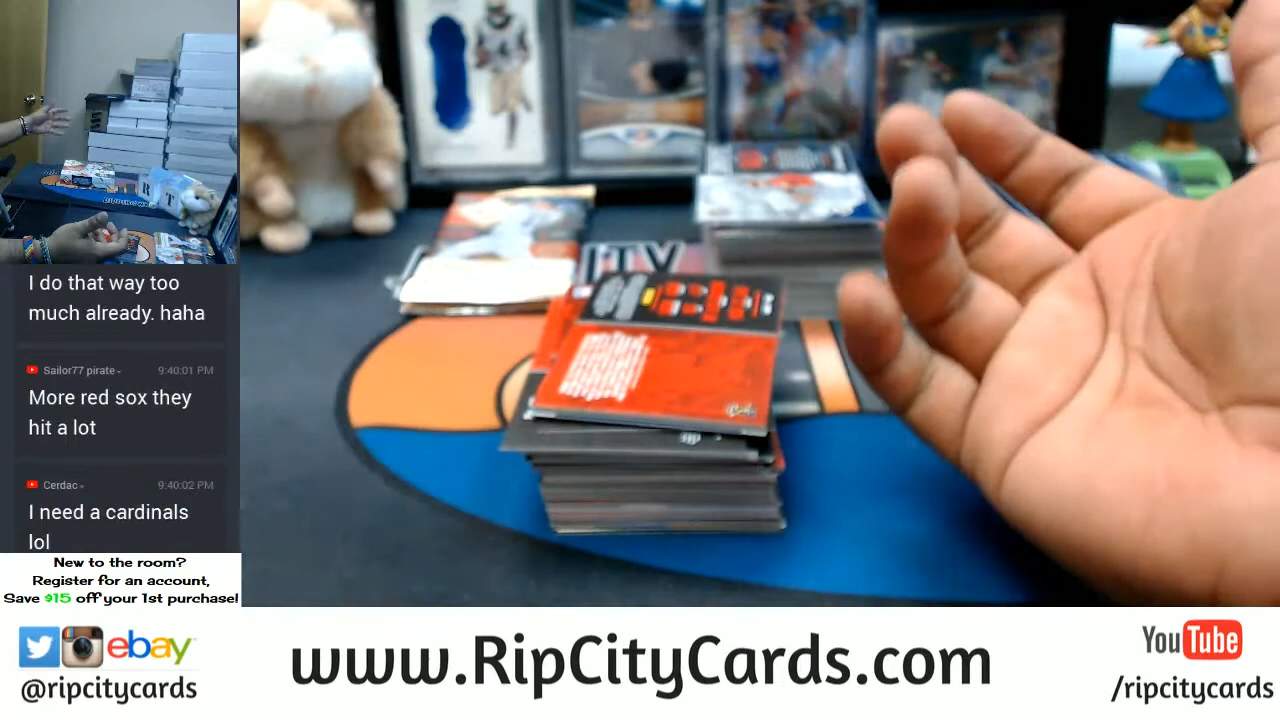 I do that way too
much already. haha
Sailor77 pirate
9:40:01 PM
More red sox they
hit a lot
Cerdac
9:40:02 PM
I need a cardinals
lol
New to the room?
Register for an account,
Save $15 off your 1st purchase!
ebay
@ripcitycards
www.RipCityCards.com
YouTube
/ripcitycards
ITY
R
T